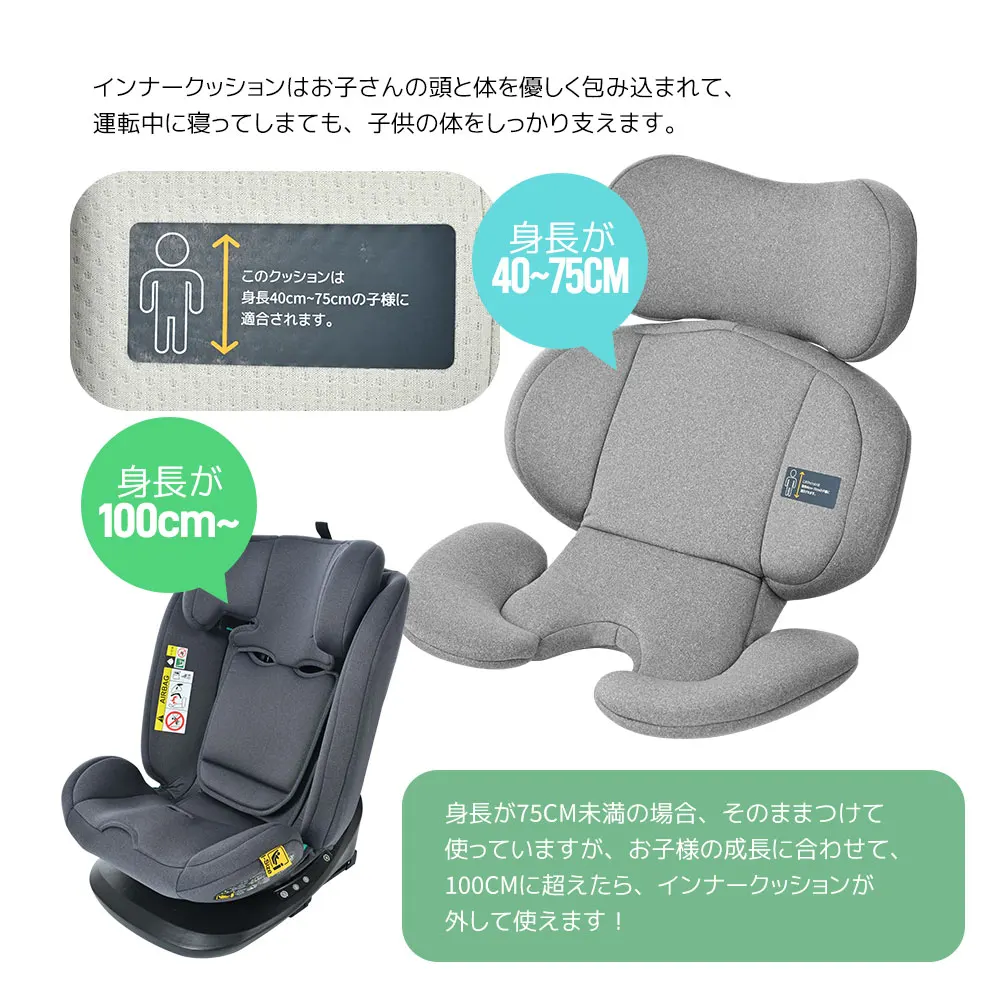 インナークッションはお子さんの頭と体を優しく包み込まれて、
運転中に寝ってしまても、子供の体をしっかり支えます。
身長が
40~75CM
このクッションは
身長40cm~75cmの子様に
適合されます。
身長が
100cm~
AIRBAG
身長が75CM未満の場合、そのままつけて
使っていますが、お子様の成長に合わせて、
100CMに超えたら、インナークッションが
外して使えます！